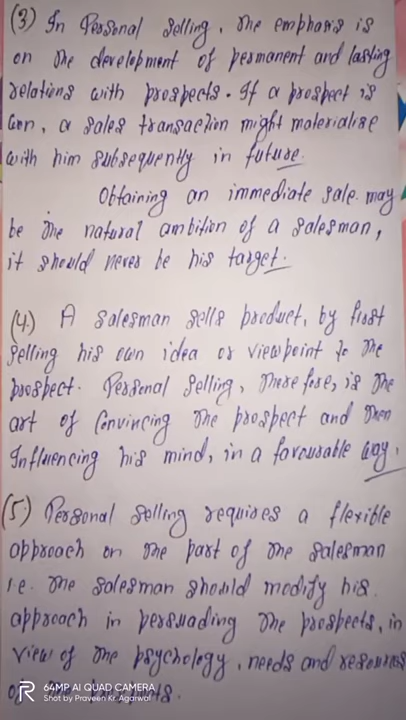 (3) In Personal Selling, the emphasis is
on the development of permanent and lasting
relations with prospects. If a prospect is
won, a sales transaction might materialise
with him subsequently in future.
Obtaining an immediate sale may
be the natural ambition of a salesman,
it should never be his target.
(4.) A salesman sells product, by first
selling his own idea or viewpoint to the
prospect. Personal Selling, therefore, is the
art of Convincing the prospect and then
Influencing his mind, in a favourable way.
(5.) Personal selling requires a flexible
approach on the part of the salesman
i.e. the salesman should modify his
approach in persuading the prospects, in
view of the psychology, needs and resources
of
64MP AI QUAD CAMERA
Shot by Praveen Kr. Agarwal